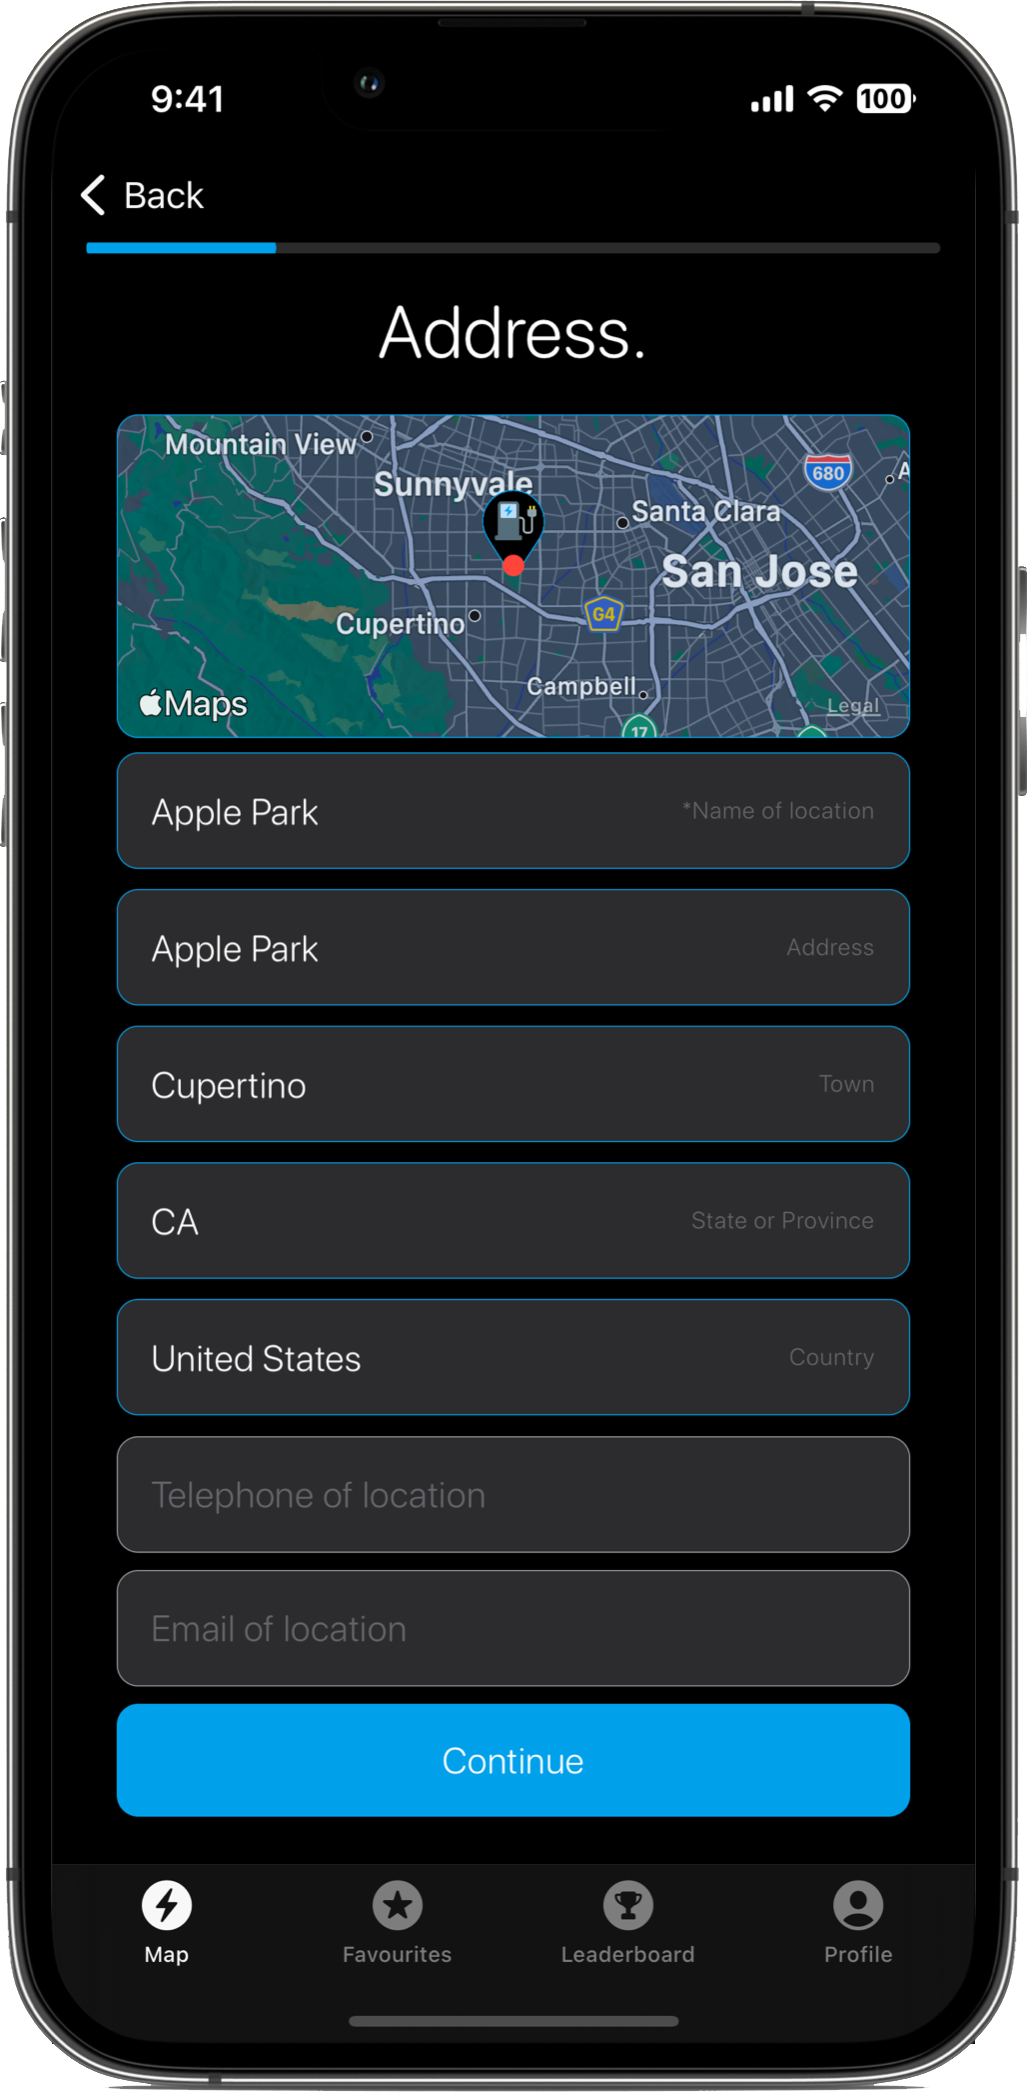 9:41
100
Back
Address.
Mountain View
Sunnyvale
680
A
Santa Clara
San Jose
G4
Cupertino
Campbell
Maps
Legal
17
Apple Park
*Name of location
Apple Park
Address
Cupertino
Town
CA
State or Province
United States
Country
Telephone of location
Email of location
Continue
Map
Favourites
Leaderboard
Profile